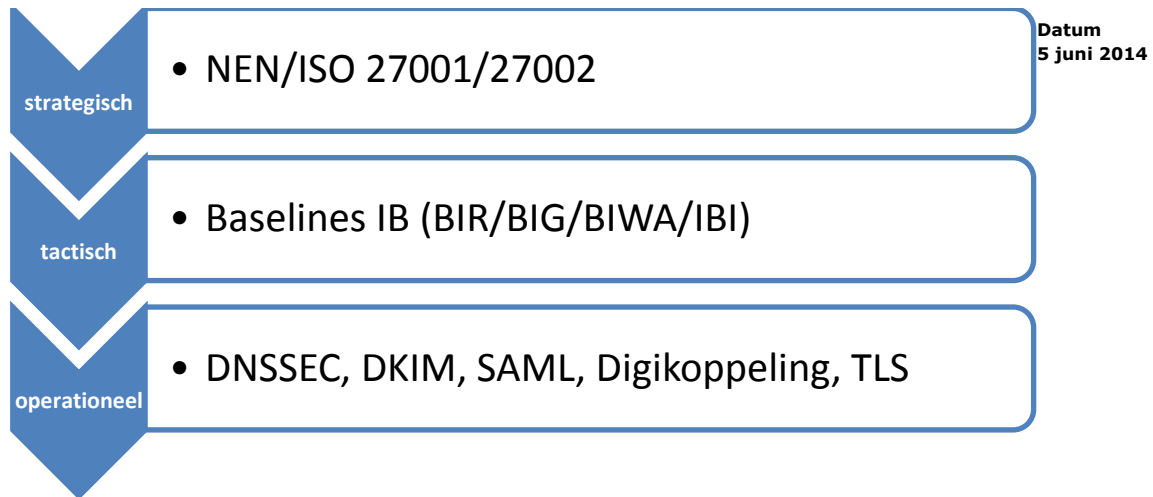 Datum
5 juni 2014
strategisch
• NEN/ISO 27001/27002
tactisch
• Baselines IB (BIR/BIG/BIWA/IBI)
operationeel
• DNSSEC, DKIM, SAML, Digikoppeling, TLS